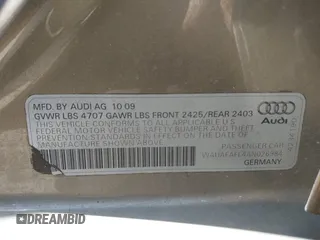 MFD. BY AUDI AG 10 09
GVWR LBS 4707 GAWR LBS FRONT 2425/REAR 2403
THIS VEHICLE CONFORMS TO ALL APPLICABLE U.S.
FEDERAL MOTOR VEHICLE SAFETY BUMPER AND THEFT
PREVENTION STANDARDS IN EFFECT ON THE DATE OF
MANUFACTURE SHOWN ABOVE
Audi
PASSENGER CAR
GERMANY
© CARDFAMD